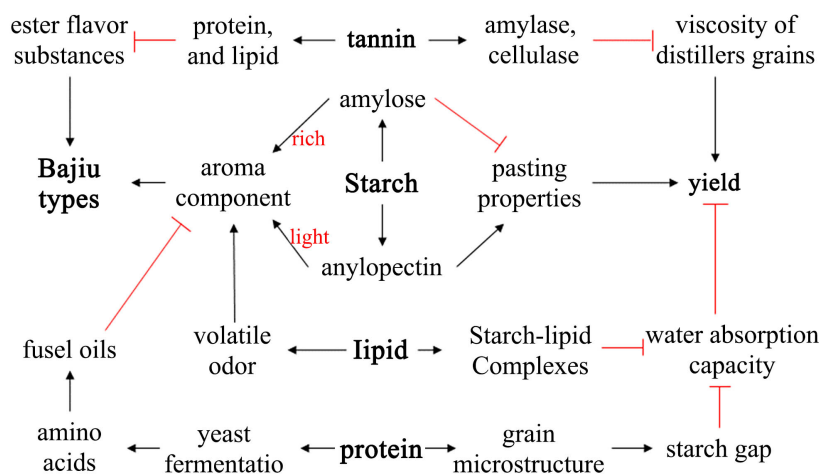 ester flavor
substances
protein,
and lipid
tannin
amylase,
cellulase
viscosity of
distillers grains
amylose
rich
Bajiu
types
aroma
component
Starch
pasting
properties
yield
light
anylopectin
fusel oils
volatile
odor
lipid
Starch-lipid
Complexes
water absorption
capacity
amino
acids
yeast
fermentatio
protein
grain
microstructure
starch gap